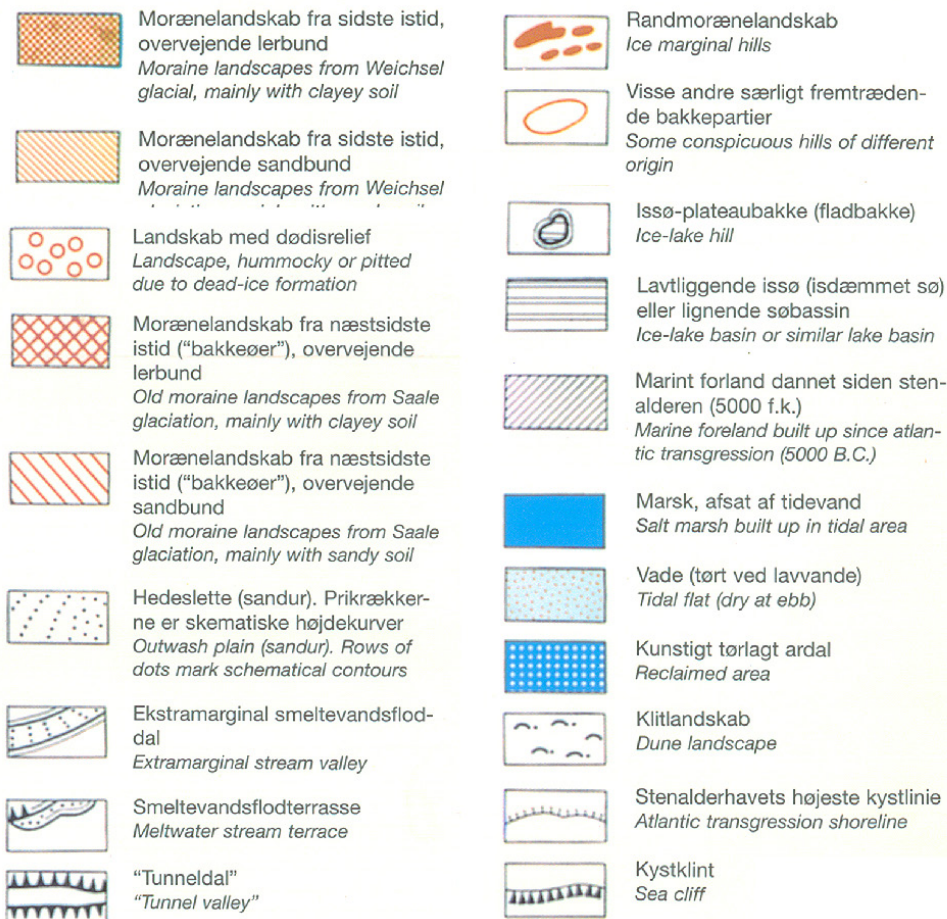 Morænelandskab fra sidste istid,
overvejende lerbund
Moraine landscapes from Weichsel
glacial, mainly with clayey soil
Morænelandskab fra sidste istid,
overvejende sandbund
Moraine landscapes from Weichsel
Landskab med dødisrelief
Landscape, hummocky or pitted
due to dead-ice formation
Morænelandskab fra næstsidste
istid (“bakkeøer”), overvejende
lerbund
Old moraine landscapes from Saale
glaciation, mainly with clayey soil
Morænelandskab fra næstsidste
istid (“bakkeøer”), overvejende
sandbund
Old moraine landscapes from Saale
glaciation, mainly with sandy soil
Hedeslette (sandur). Prikrækker-
ne er skematiske højdekurver
Outwash plain (sandur). Rows of
dots mark schematical contours
Ekstramarginal smeltevandsflod-
dal
Extramarginal stream valley
Smeltevandsflodterrasse
Meltwater stream terrace
“Tunneldal”
“Tunnel valley”
Randmorænelandskab
Ice marginal hills
Visse andre særligt fremtræden-
de bakkepartier
Some conspicuous hills of different
origin
Issø-plateaubakke (fladbakke)
Ice-lake hill
Lavtliggende issø (isdæmmet sø)
eller lignende søbassin
Ice-lake basin or similar lake basin
Marint forland dannet siden sten-
alderen (5000 f.k.)
Marine foreland built up since atlan-
tic transgression (5000 B.C.)
Marsk, afsat af tidevand
Salt marsh built up in tidal area
Vade (tørt ved lavvande)
Tidal flat (dry at ebb)
Kunstigt tørlagt ardal
Reclaimed area
Klitlandskab
Dune landscape
Stenalderhavets højeste kystlinie
Atlantic transgression shoreline
Kystklint
Sea cliff